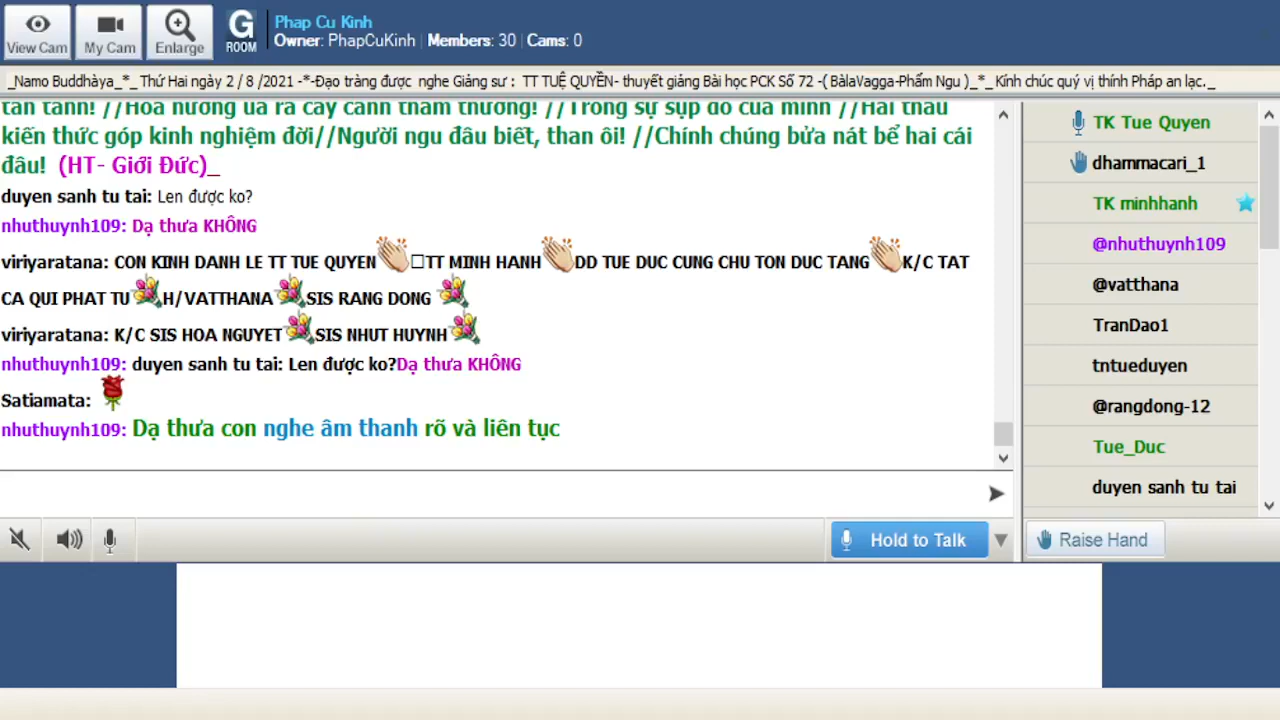 View Cam
My Cam
Enlarge
G
ROOM
Phap Cu Kinh
Owner: PhapCuKinh | Members: 30 | Cams: 0
_Namo Buddhàya_*_ Thứ Hai ngày 2 / 8 /2021 -*-Đạo tràng được nghe Giảng sư : TT TUỆ QUYỀN- thuyết giảng Bài học PCK Số 72 -( BàlaVagga-Phẩm Ngu )_*_ Kính chúc quý vị thính Pháp an lạc._
kiến thức góp kinh nghiệm đời//Người ngu đâu biết, than ôi! //Chính chúng bửa nát bể hai cái
đầu! (HT- Giới Đức)_
duyen sanh tu tai: Len được ko?
nhuthuynh109: Dạ thưa KHÔNG
viriyaratana: CON KINH DANH LE TT TUE QUYEN TT MINH HANH DD TUE DUC CUNG CHU TON DUC TANG K/C TAT
CA QUI PHAT TU H/VATTHANA SIS RANG DONG
viriyaratana: K/C SIS HOA NGUYET SIS NHUT HUYNH
nhuthuynh109: duyen sanh tu tai: Len được ko?Dạ thưa KHÔNG
Satiamata:
nhuthuynh109: Dạ thưa con nghe âm thanh rõ và liên tục
TK Tue Quyen
dhammacari_1
TK minhhanh
@nhuthuynh109
@vatthana
TranDao1
tntueduyen
@rangdong-12
Tue_Duc
duyen sanh tu tai
Hold to Talk
Raise Hand